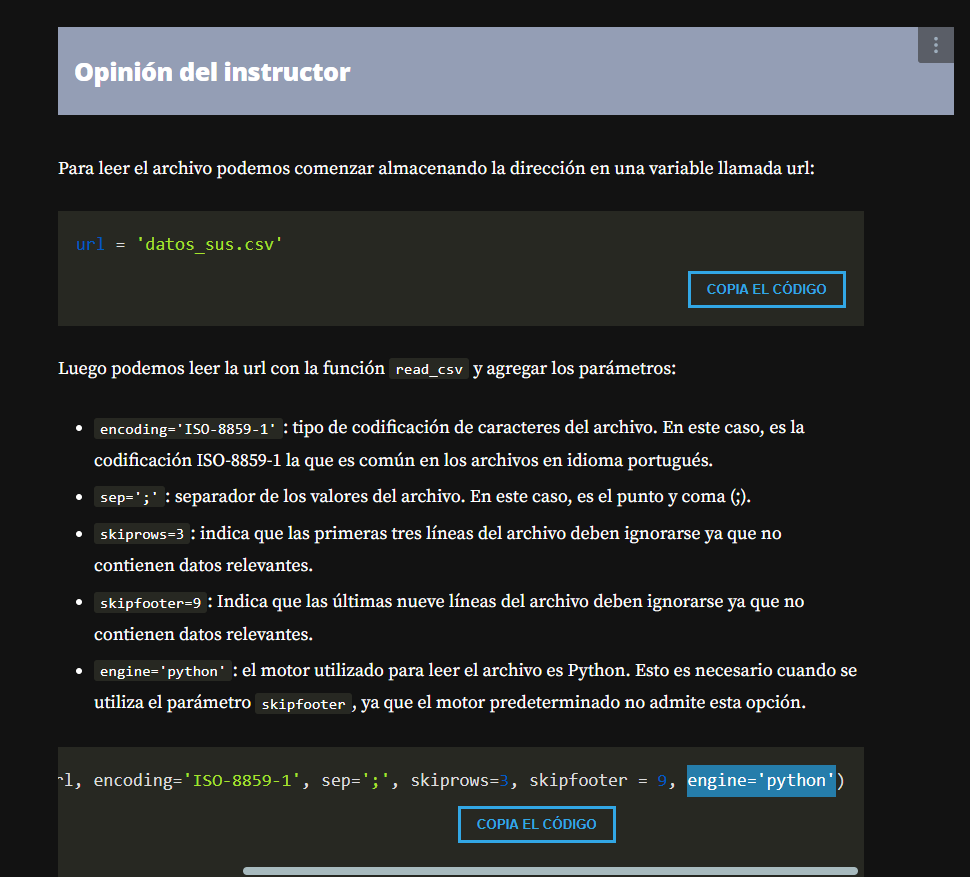 Opinión del instructor
Para leer el archivo podemos comenzar almacenando la dirección en una variable llamada url:
url = 'datos_sus.csv'
COPIA EL CÓDIGO
Luego podemos leer la url con la función read_csv y agregar los parámetros:
encoding='ISO-8859-1' : tipo de codificación de caracteres del archivo. En este caso, es la
codificación ISO-8859-1 la que es común en los archivos en idioma portugués.
sep=';' : separador de los valores del archivo. En este caso, es el punto y coma (;).
skiprows=3 : indica que las primeras tres líneas del archivo deben ignorarse ya que no
contienen datos relevantes.
skipfooter=9 : Indica que las últimas nueve líneas del archivo deben ignorarse ya que no
contienen datos relevantes.
engine='python' : el motor utilizado para leer el archivo es Python. Esto es necesario cuando se
utiliza el parámetro skipfooter , ya que el motor predeterminado no admite esta opción.
rl, encoding='ISO-8859-1', sep=';', skiprows=3, skipfooter = 9, engine='python')
COPIA EL CÓDIGO